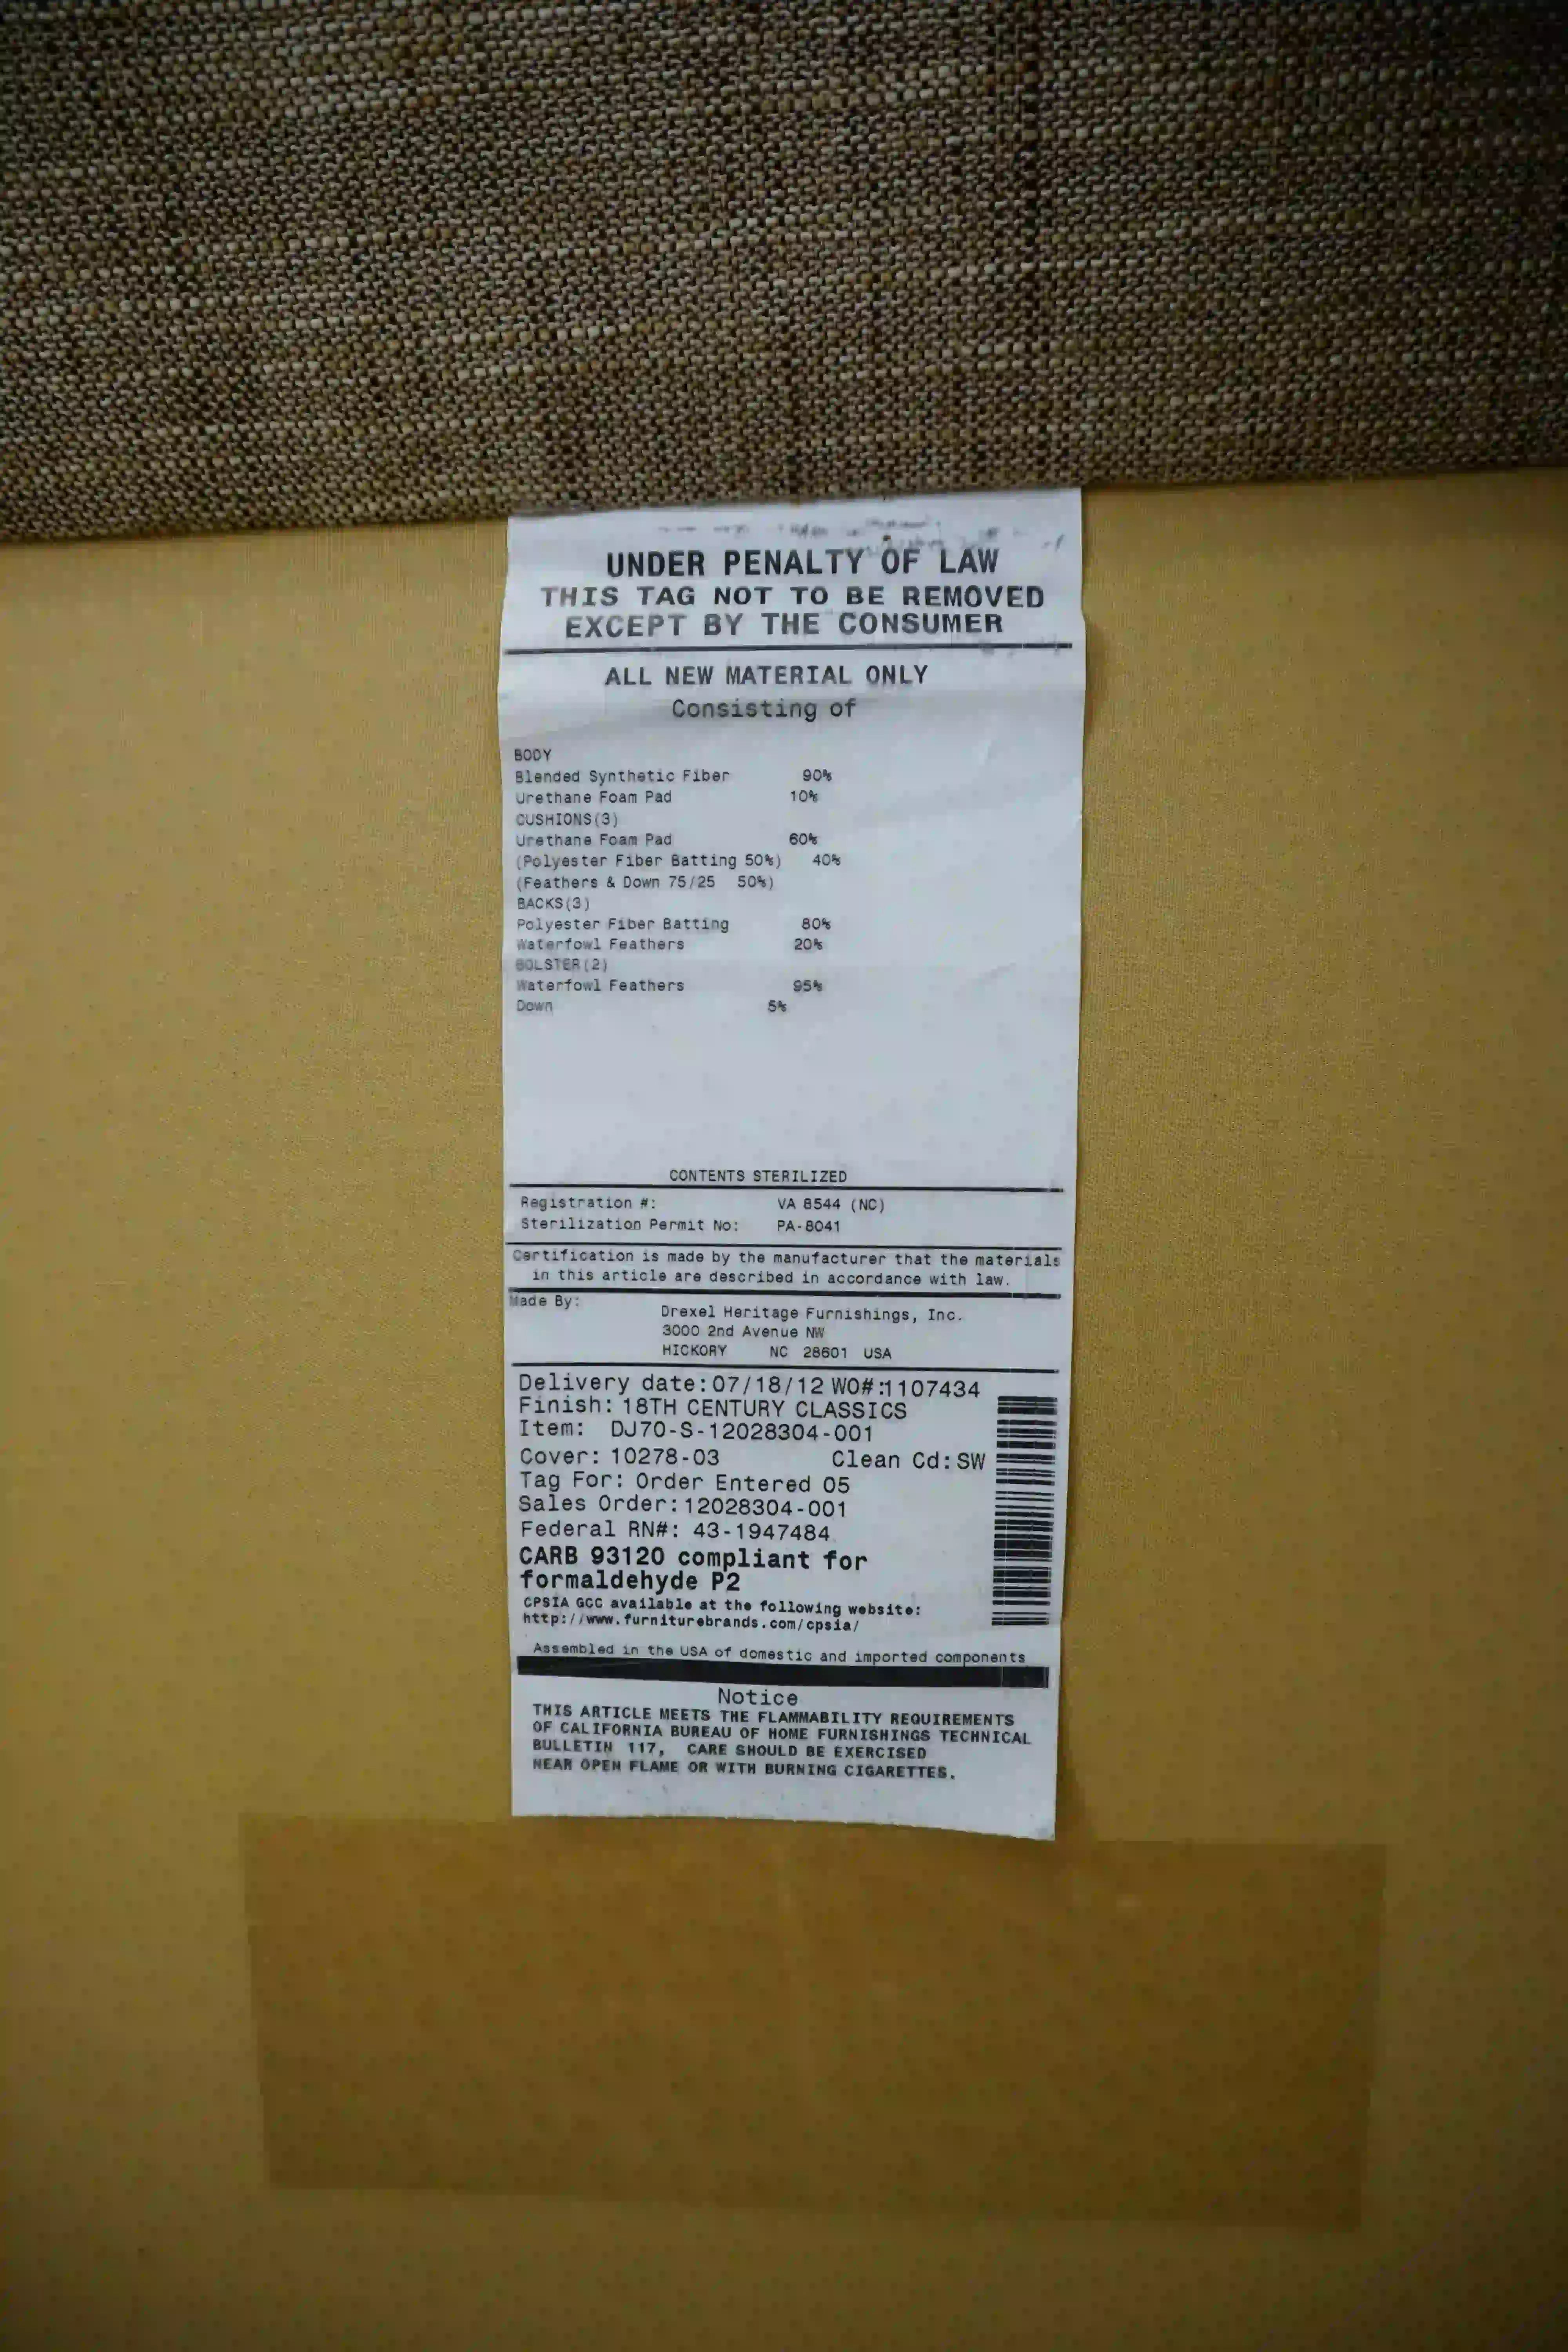 UNDER PENALTY OF LAW
THIS TAG NOT TO BE REMOVED
EXCEPT BY THE CONSUMER
ALL NEW MATERIAL ONLY
Consisting of
BODY
Blended Synthetic Fiber 90%
Urethane Foam Pad 10%
CUSHIONS(3)
Urethane Foam Pad 60%
(Polyester Fiber Batting 50%) 40%
(Feathers & Down 75/25 50%)
BACKS(3)
Polyester Fiber Batting 80%
Waterfowl Feathers 20%
BOLSTER(2)
Waterfowl Feathers 95%
Down 5%
CONTENTS STERILIZED
Registration #: VA 8544 (NC)
Sterilization Permit No: PA-8041
Certification is made by the manufacturer that the materials
in this article are described in accordance with law.
Made By:
Drexel Heritage Furnishings, Inc.
3000 2nd Avenue NW
HICKORY NC 28601 USA
Delivery date:07/18/12 WO#:1107434
Finish: 18TH CENTURY CLASSICS
Item: DJ70-S-12028304-001
Cover: 10278-03 Clean Cd:SW
Tag For: Order Entered 05
Sales Order:12028304-001
Federal RN#: 43-1947484
CARB 93120 compliant for
formaldehyde P2
CPSIA GCC available at the following website:
http://www.furniturebrands.com/cpsia/
Assembled in the USA of domestic and imported components
Notice
THIS ARTICLE MEETS THE FLAMMABILITY REQUIREMENTS
OF CALIFORNIA BUREAU OF HOME FURNISHINGS TECHNICAL
BULLETIN 117, CARE SHOULD BE EXERCISED
NEAR OPEN FLAME OR WITH BURNING CIGARETTES.